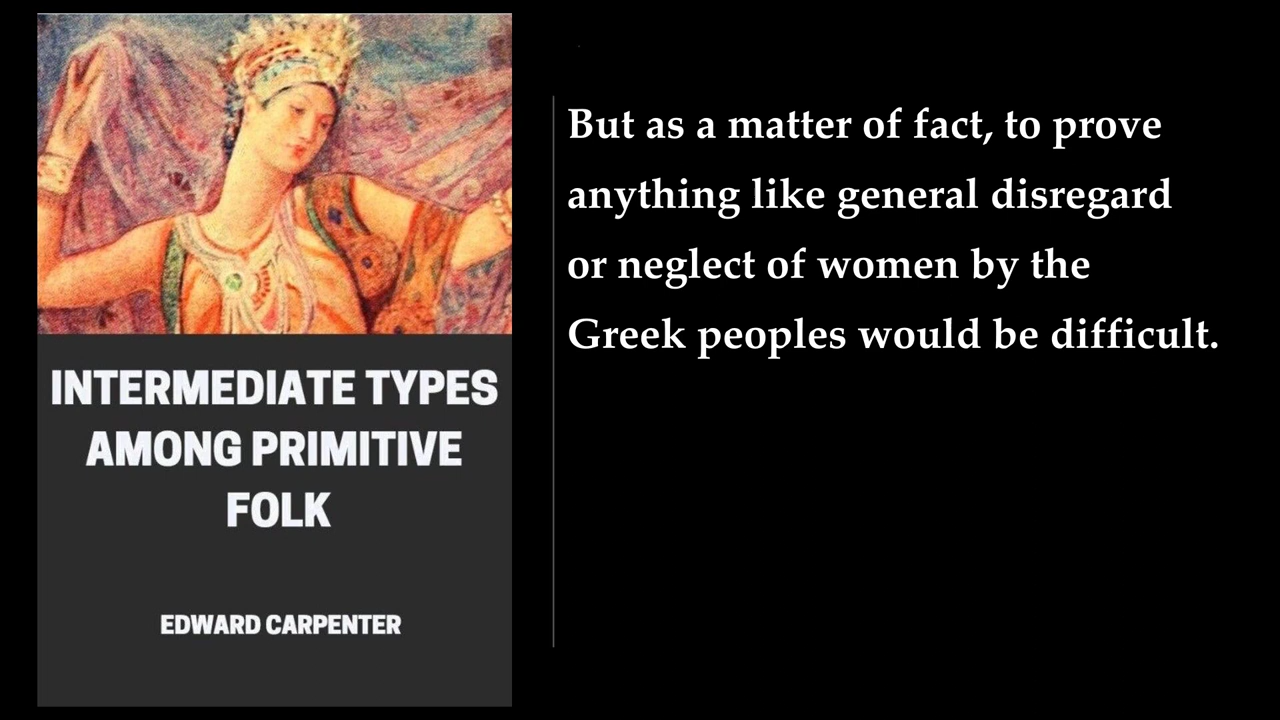 INTERMEDIATE TYPES
AMONG PRIMITIVE
FOLK
EDWARD CARPENTER
But as a matter of fact, to prove
anything like general disregard
or neglect of women by the
Greek peoples would be difficult.